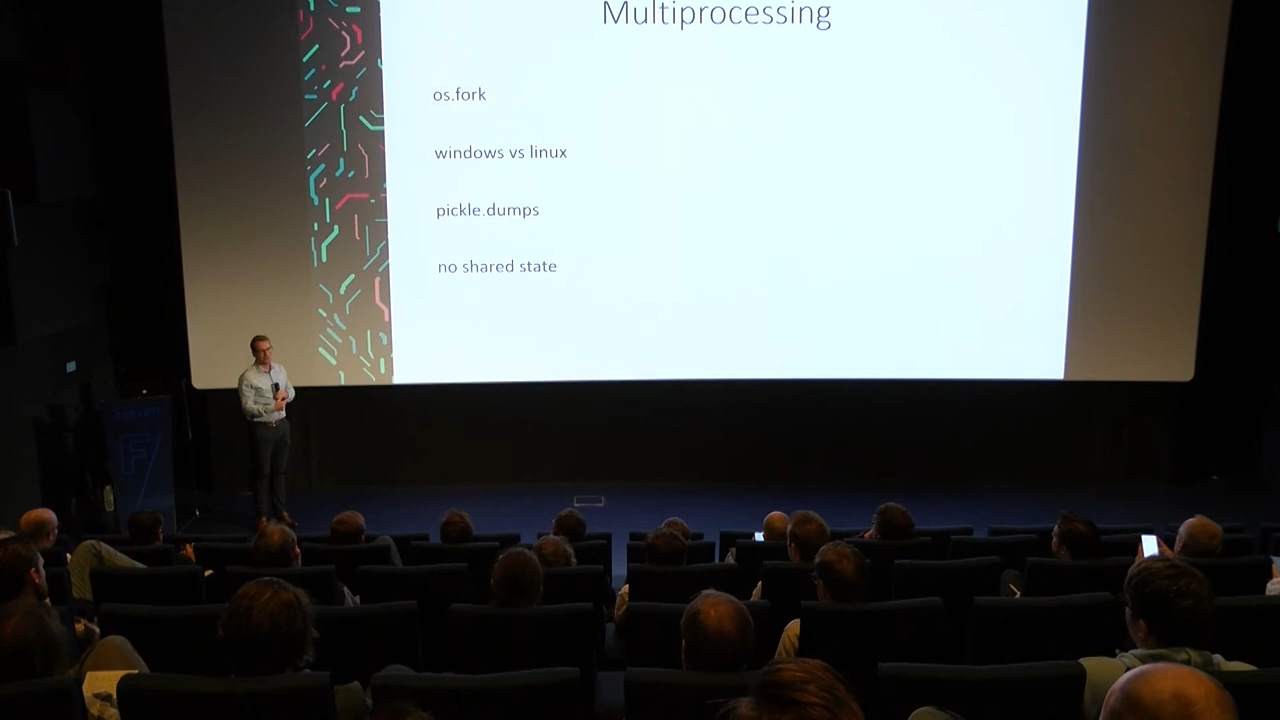 Multiprocessing
os.fork
windows vs linux
pickle.dumps
no shared state